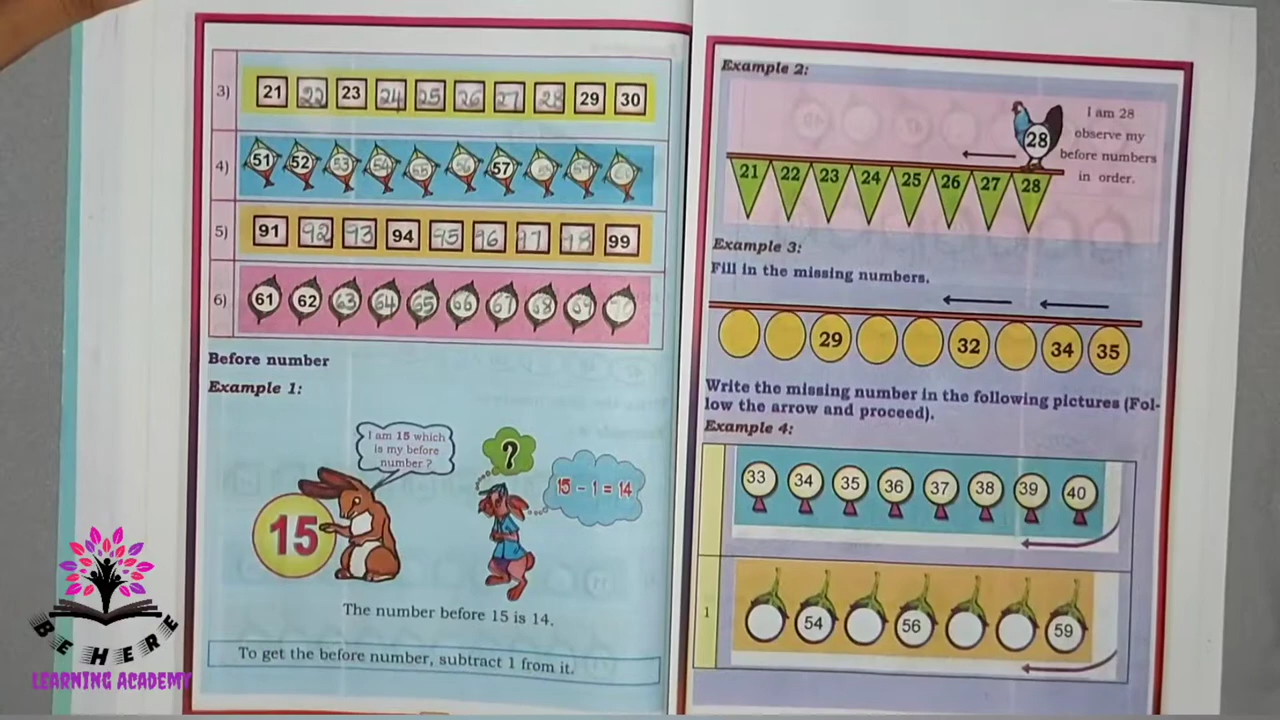 3) 21 22 23 24 25 26 27 28 29 30
4) 51 52 53 54 55 56 57 58 59
5) 91 92 93 94 95 96 97 98 99
6) 61 62 63 64 65 66 67 68 69 70
Before number
Example 1:
I am 15 which
is my before
number ?
?
15 - 1 = 14
15
The number before 15 is 14.
To get the before number, subtract 1 from it.
Example 2:
I am 28
observe my
before numbers
in order.
28
21 22 23 24 25 26 27 28
Example 3:
Fill in the missing numbers.
29 32 34 35
Write the missing number in the following pictures (Fol-
low the arrow and proceed).
Example 4:
33 34 35 36 37 38 39 40
1 54 56 59
BE HERE
LEARNING ACADEMY